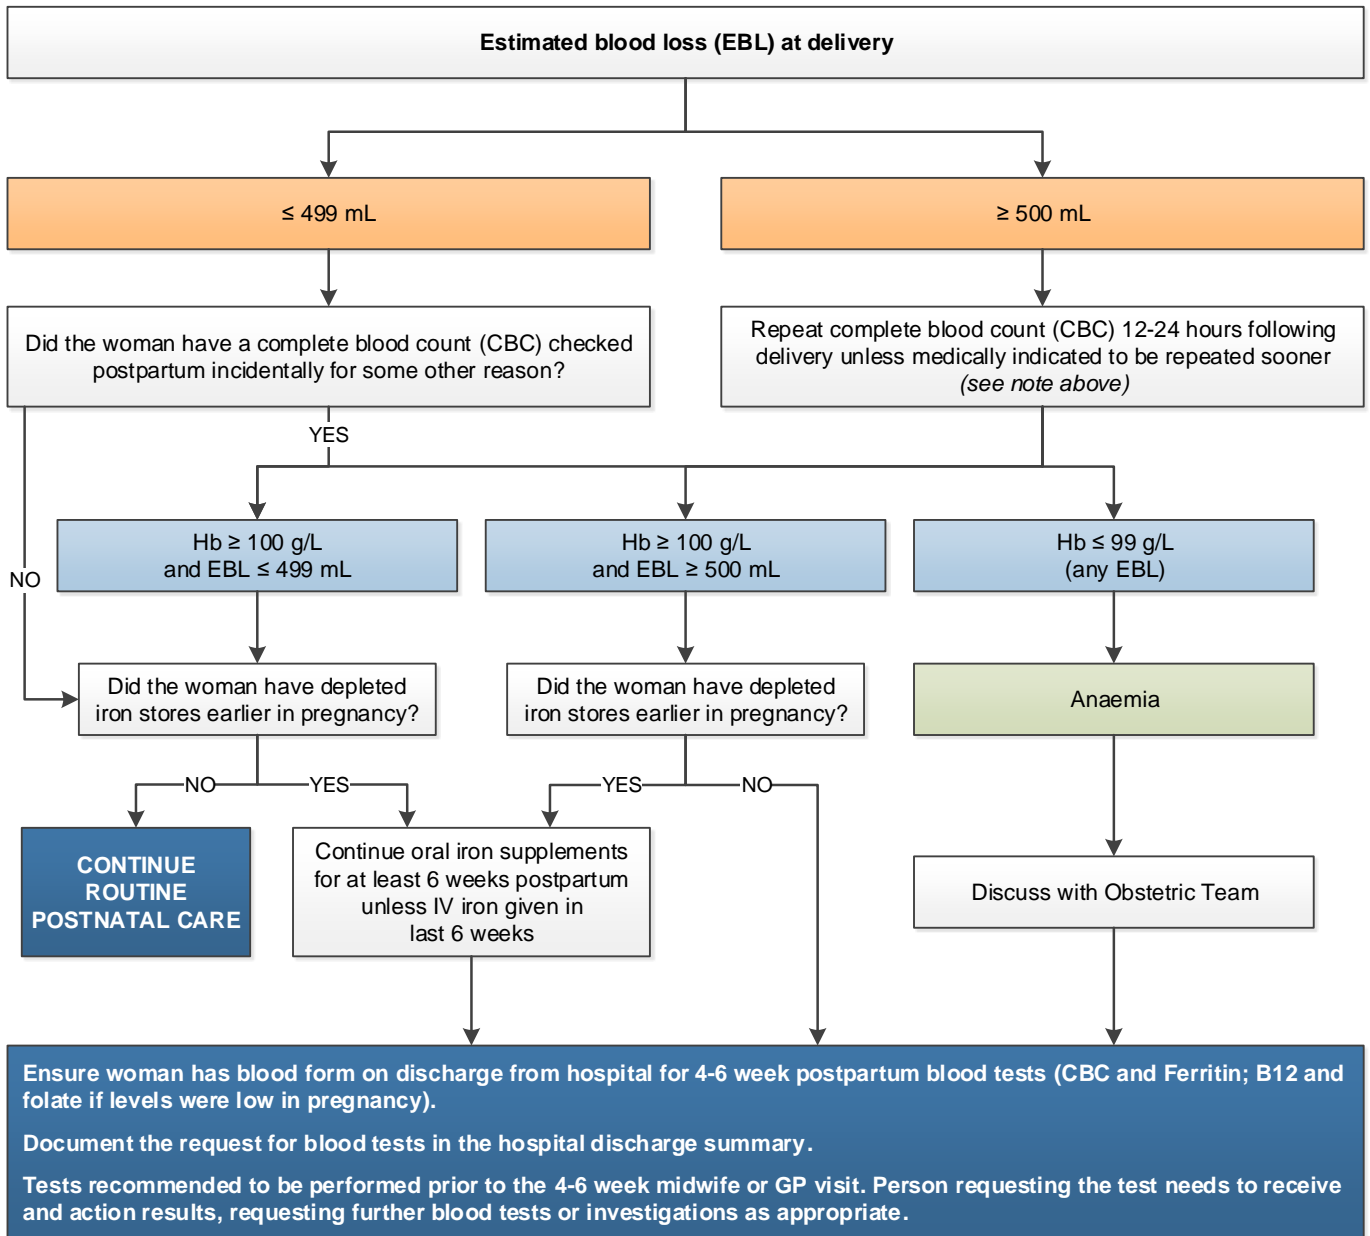 Estimated blood loss (EBL) at delivery
≤ 499 mL
≥ 500 mL
Did the woman have a complete blood count (CBC) checked
postpartum incidentally for some other reason?
Repeat complete blood count (CBC) 12-24 hours following
delivery unless medically indicated to be repeated sooner
(see note above)
YES
NO
Hb ≥ 100 g/L
and EBL ≤ 499 mL
Hb ≥ 100 g/L
and EBL ≥ 500 mL
Hb ≤ 99 g/L
(any EBL)
Did the woman have depleted
iron stores earlier in pregnancy?
Did the woman have depleted
iron stores earlier in pregnancy?
Anaemia
NO
YES
YES
NO
CONTINUE
ROUTINE
POSTNATAL CARE
Continue oral iron supplements
for at least 6 weeks postpartum
unless IV iron given in
last 6 weeks
Discuss with Obstetric Team
Ensure woman has blood form on discharge from hospital for 4-6 week postpartum blood tests (CBC and Ferritin; B12 and
folate if levels were low in pregnancy).
Document the request for blood tests in the hospital discharge summary.
Tests recommended to be performed prior to the 4-6 week midwife or GP visit. Person requesting the test needs to receive
and action results, requesting further blood tests or investigations as appropriate.